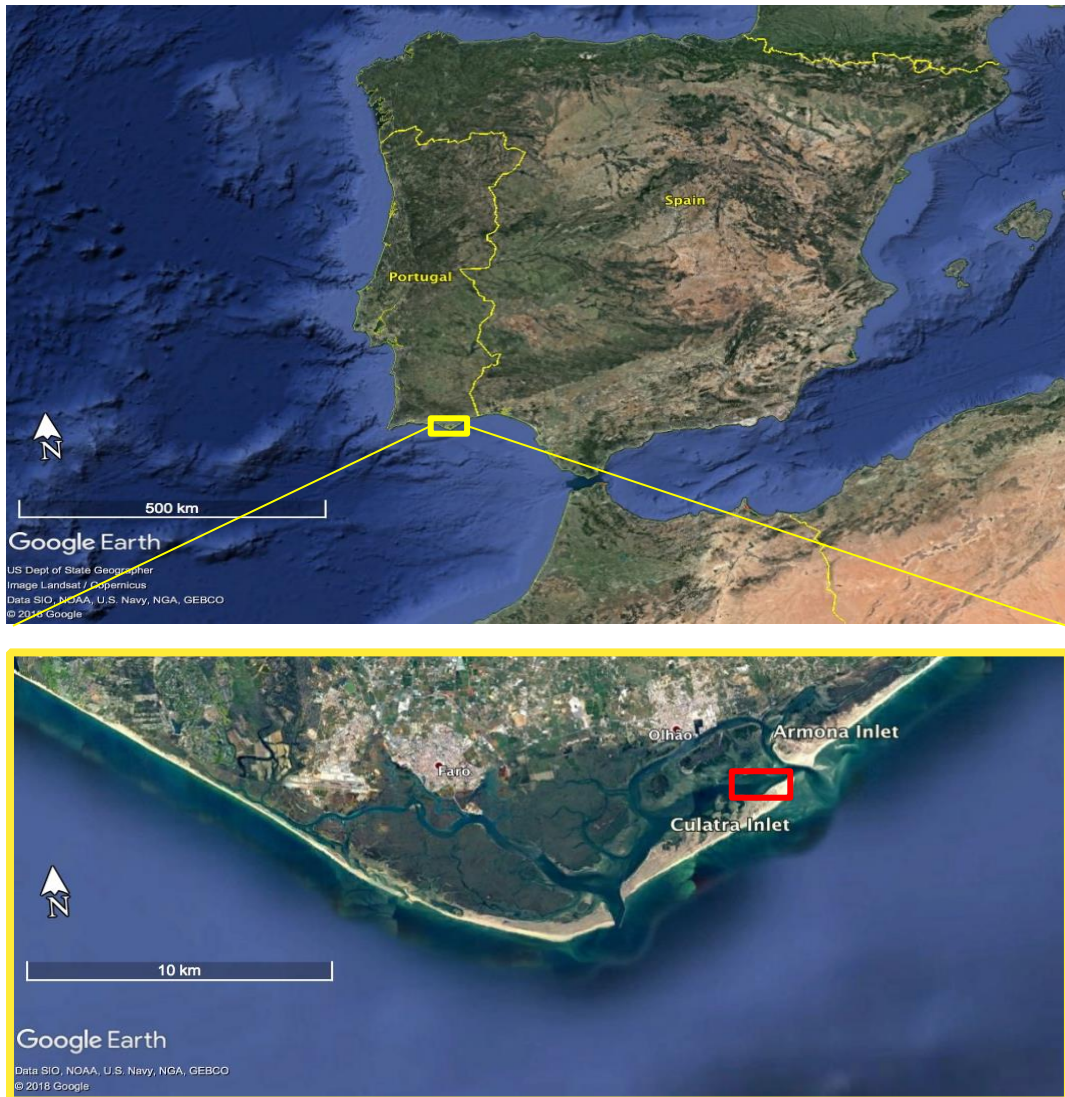 Spain
Portugal
N
500 km
Google Earth
US Dept of State Geographer
Image Landsat / Copernicus
Data SIO, NOAA, U.S. Navy, NGA, GEBCO
© 2018 Google
Olhão
Armona Inlet
Faro
Culatra Inlet
N
10 km
Google Earth
Data SIO, NOAA, U.S. Navy, NGA, GEBCO
© 2018 Google